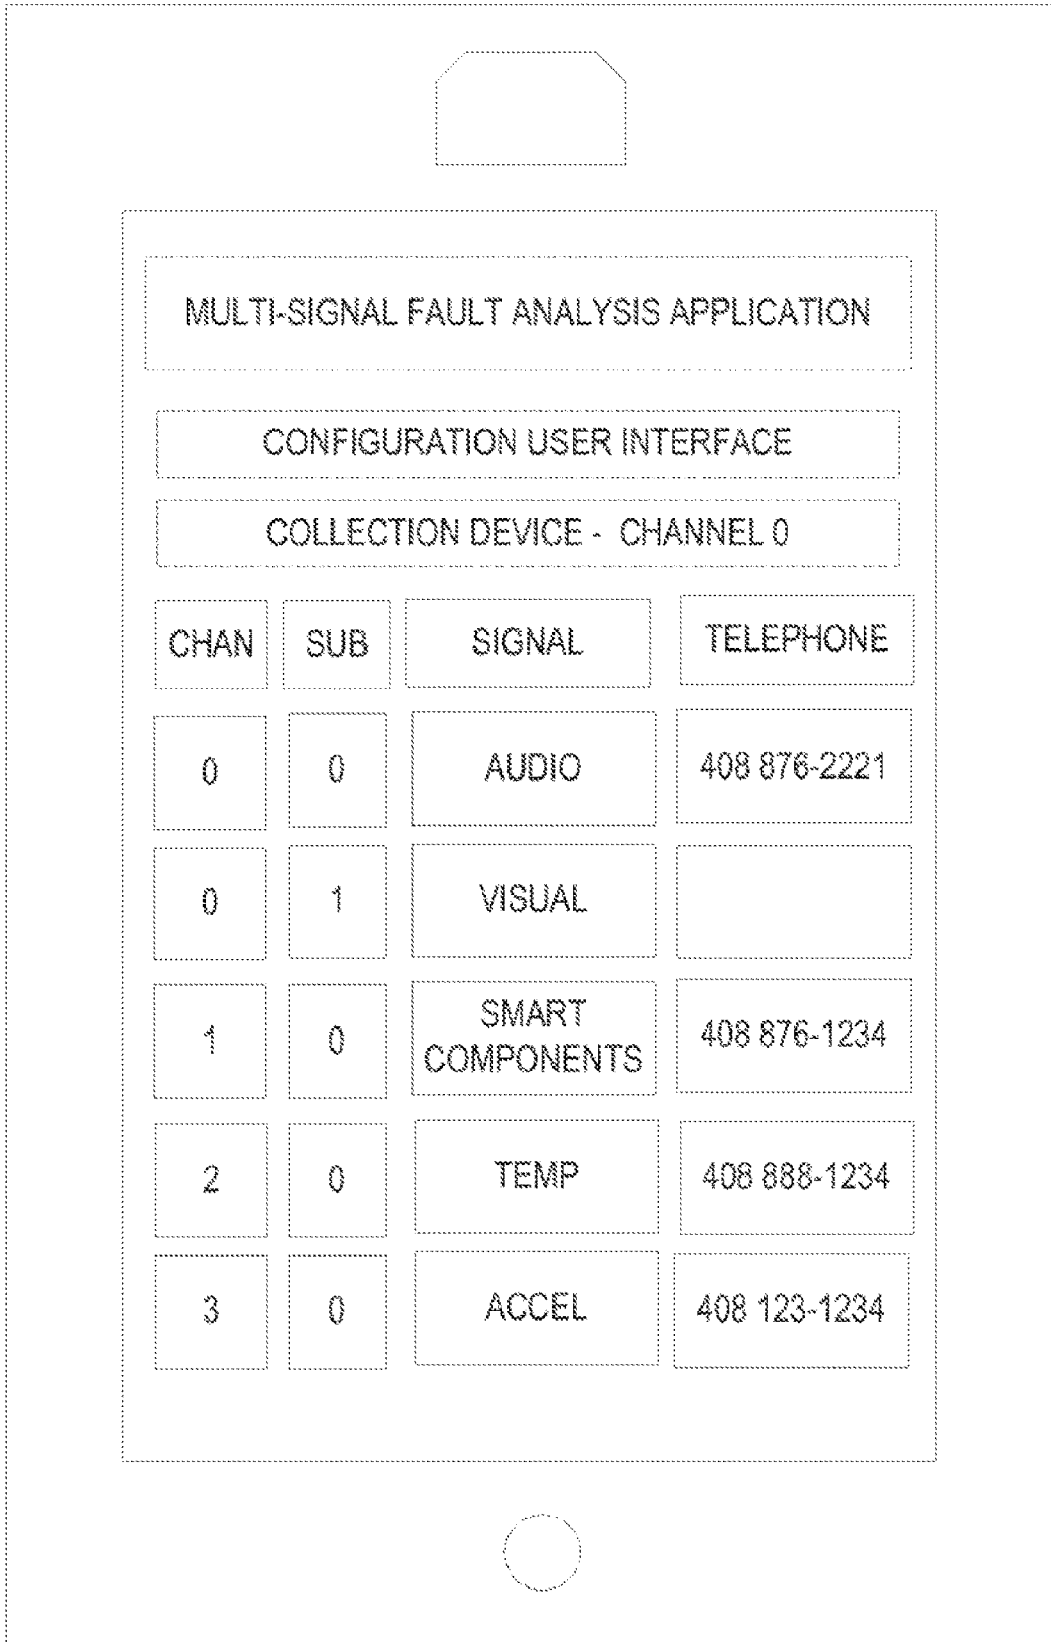 MULTI-SIGNAL FAULT ANALYSIS APPLICATION
CONFIGURATION USER INTERFACE
COLLECTION DEVICE - CHANNEL 0
CHAN SUB SIGNAL TELEPHONE
0 0 AUDIO 408 876-2221
0 1 VISUAL
1 0 SMART COMPONENTS 408 876-1234
2 0 TEMP 408 888-1234
3 0 ACCEL 408 123-1234